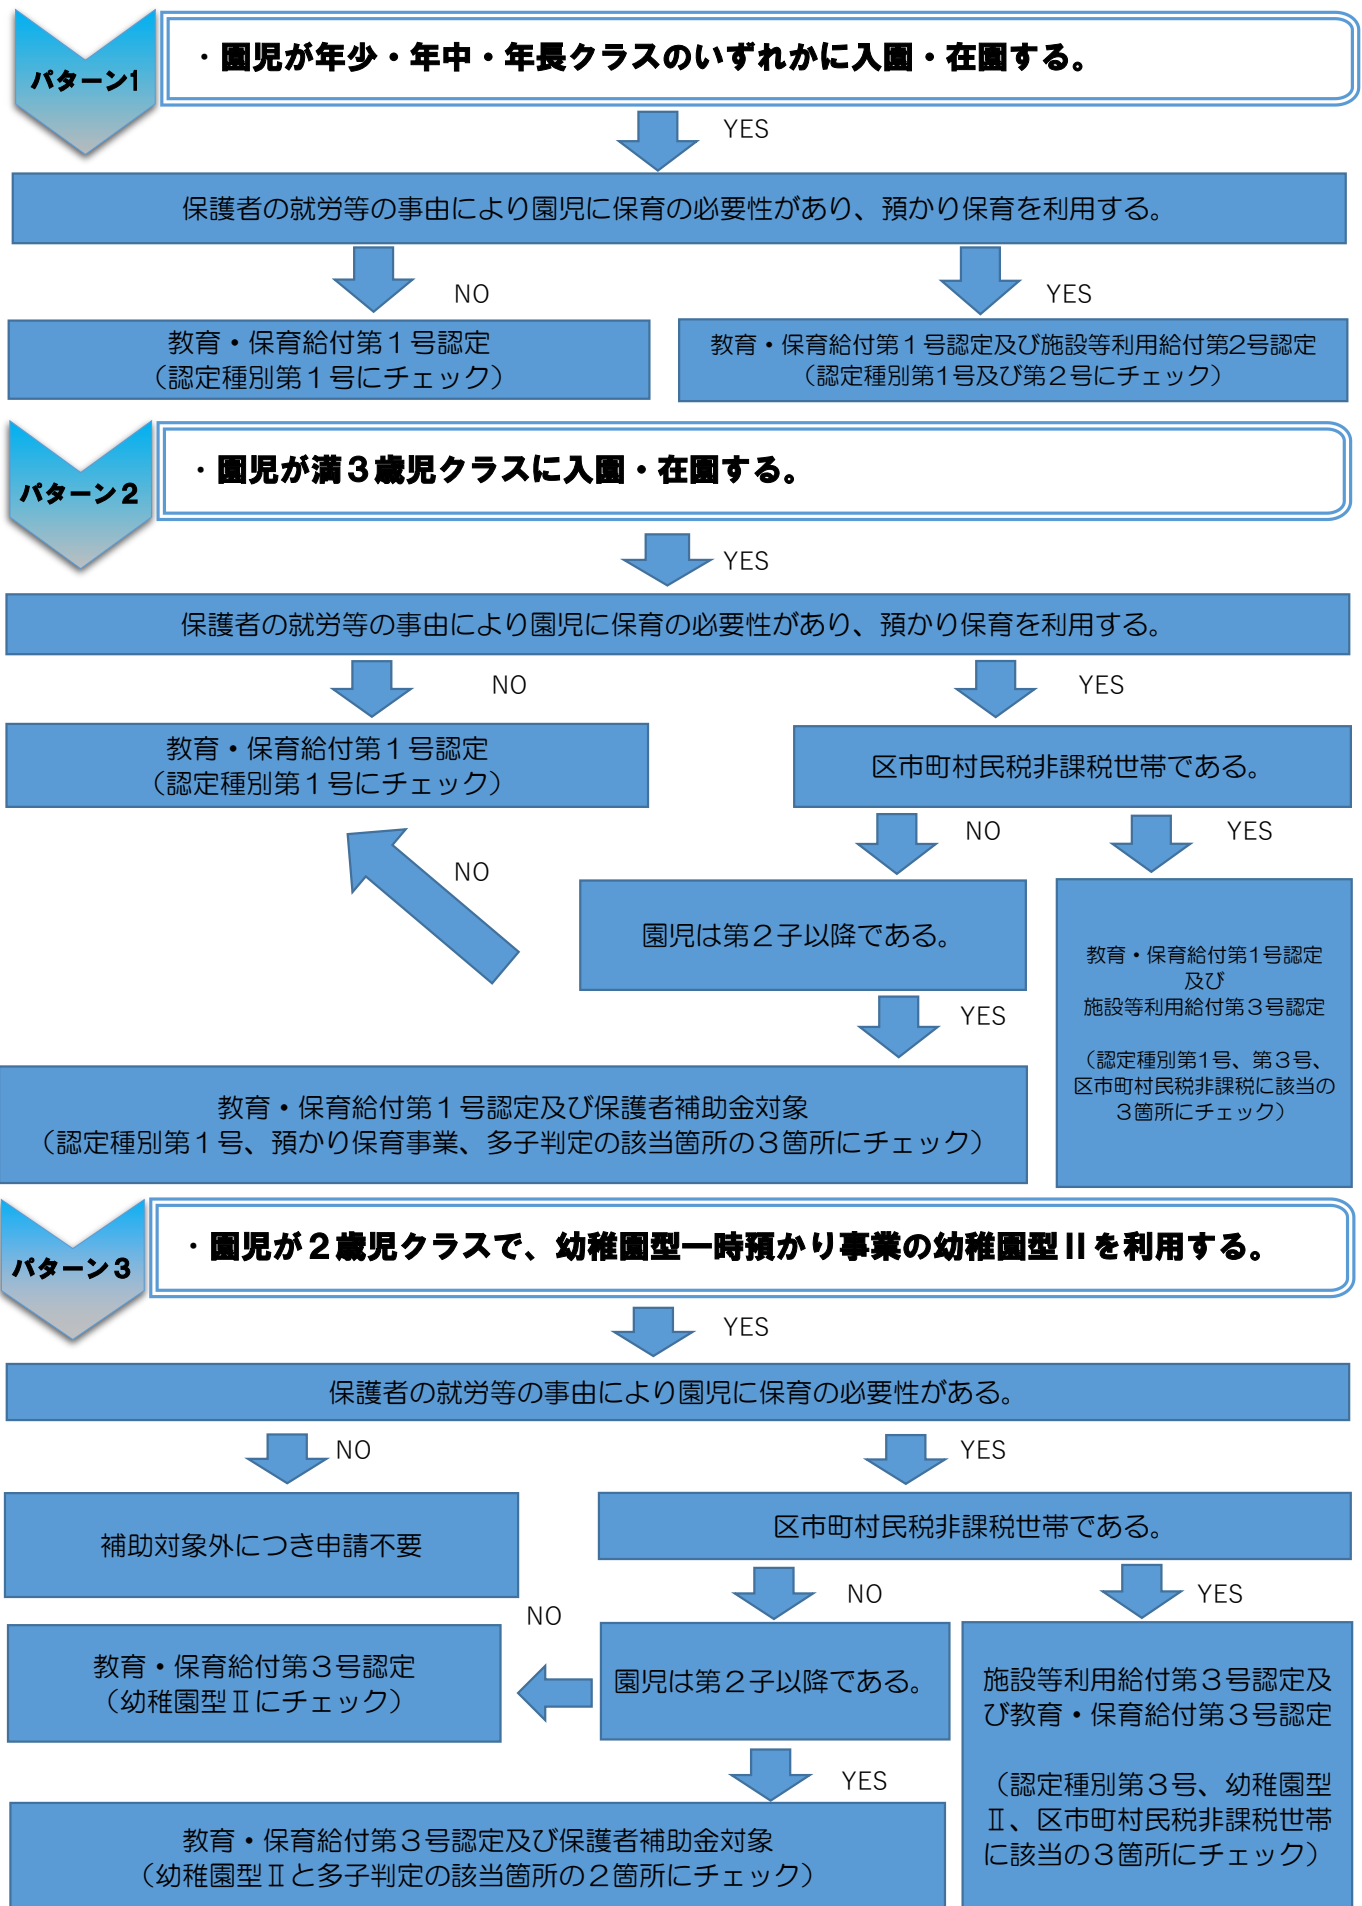 パターン1
・園児が年少・年中・年長クラスのいずれかに入園・在園する。
YES
保護者の就労等の事由により園児に保育の必要性があり、預かり保育を利用する。
NO
YES
教育・保育給付第１号認定
（認定種別第１号にチェック）
教育・保育給付第１号認定及び施設等利用給付第2号認定
（認定種別第1号及び第２号にチェック）
パターン２
・園児が満３歳児クラスに入園・在園する。
YES
保護者の就労等の事由により園児に保育の必要性があり、預かり保育を利用する。
NO
YES
教育・保育給付第１号認定
（認定種別第１号にチェック）
区市町村民税非課税世帯である。
NO
YES
NO
園児は第２子以降である。
教育・保育給付第1号認定
及び
施設等利用給付第３号認定
（認定種別第1号、第３号、
区市町村民税非課税に該当の
３箇所にチェック）
YES
教育・保育給付第１号認定及び保護者補助金対象
（認定種別第１号、預かり保育事業、多子判定の該当箇所の３箇所にチェック）
パターン３
・園児が２歳児クラスで、幼稚園型一時預かり事業の幼稚園型Ⅱを利用する。
YES
保護者の就労等の事由により園児に保育の必要性がある。
NO
YES
補助対象外につき申請不要
区市町村民税非課税世帯である。
NO
YES
NO
教育・保育給付第３号認定
（幼稚園型Ⅱにチェック）
園児は第２子以降である。
施設等利用給付第３号認定及
び教育・保育給付第３号認定
（認定種別第３号、幼稚園型
Ⅱ、区市町村民税非課税世帯
に該当の３箇所にチェック）
YES
教育・保育給付第３号認定及び保護者補助金対象
（幼稚園型Ⅱと多子判定の該当箇所の２箇所にチェック）